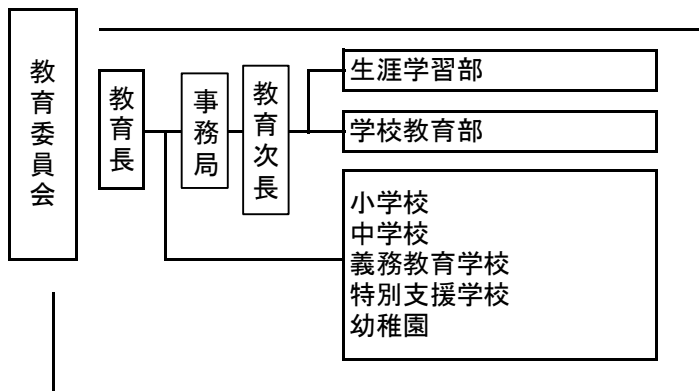 教育委員会
教育長
事務局
教育次長
生涯学習部
学校教育部
小学校
中学校
義務教育学校
特別支援学校
幼稚園